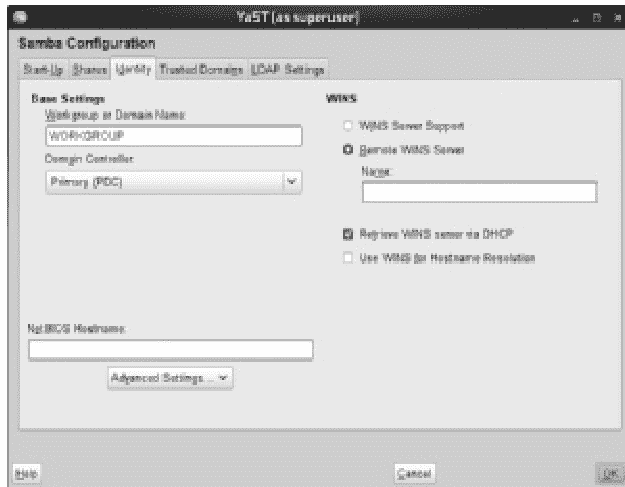 YaST (as superuser)
Samba Configuration
Start-Up Shares Identity Trusted Domains LDAP Settings
Base Settings
Workgroup or Domain Name:
WORKGROUP
Domain Controller:
Primary (PDC)
NetBIOS Hostname:
Advanced Settings...
WINS
WINS Server Support
Remote WINS Server
Name:
Retrieve WINS server via DHCP
Use WINS for Hostname Resolution
Help
Cancel
OK